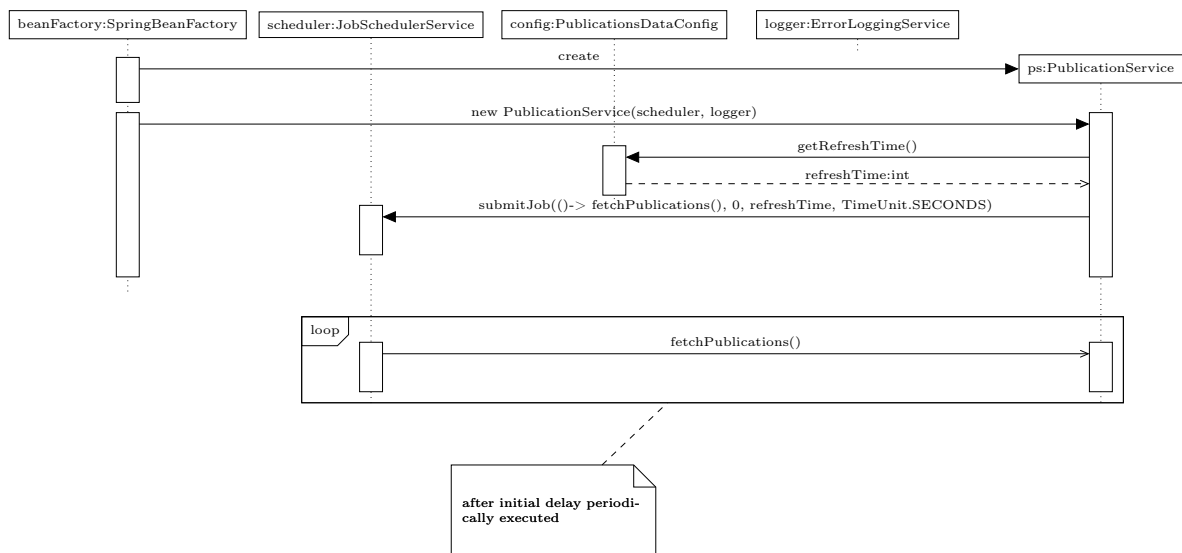 beanFactory:SpringBeanFactory
scheduler:JobSchedulerService
config:PublicationsDataConfig
logger:ErrorLoggingService
create
ps:PublicationService
new PublicationService(scheduler, logger)
getRefreshTime()
refreshTime:int
submitJob(()-> fetchPublications(), 0, refreshTime, TimeUnit.SECONDS)
loop
fetchPublications()
after initial delay periodi-
cally executed